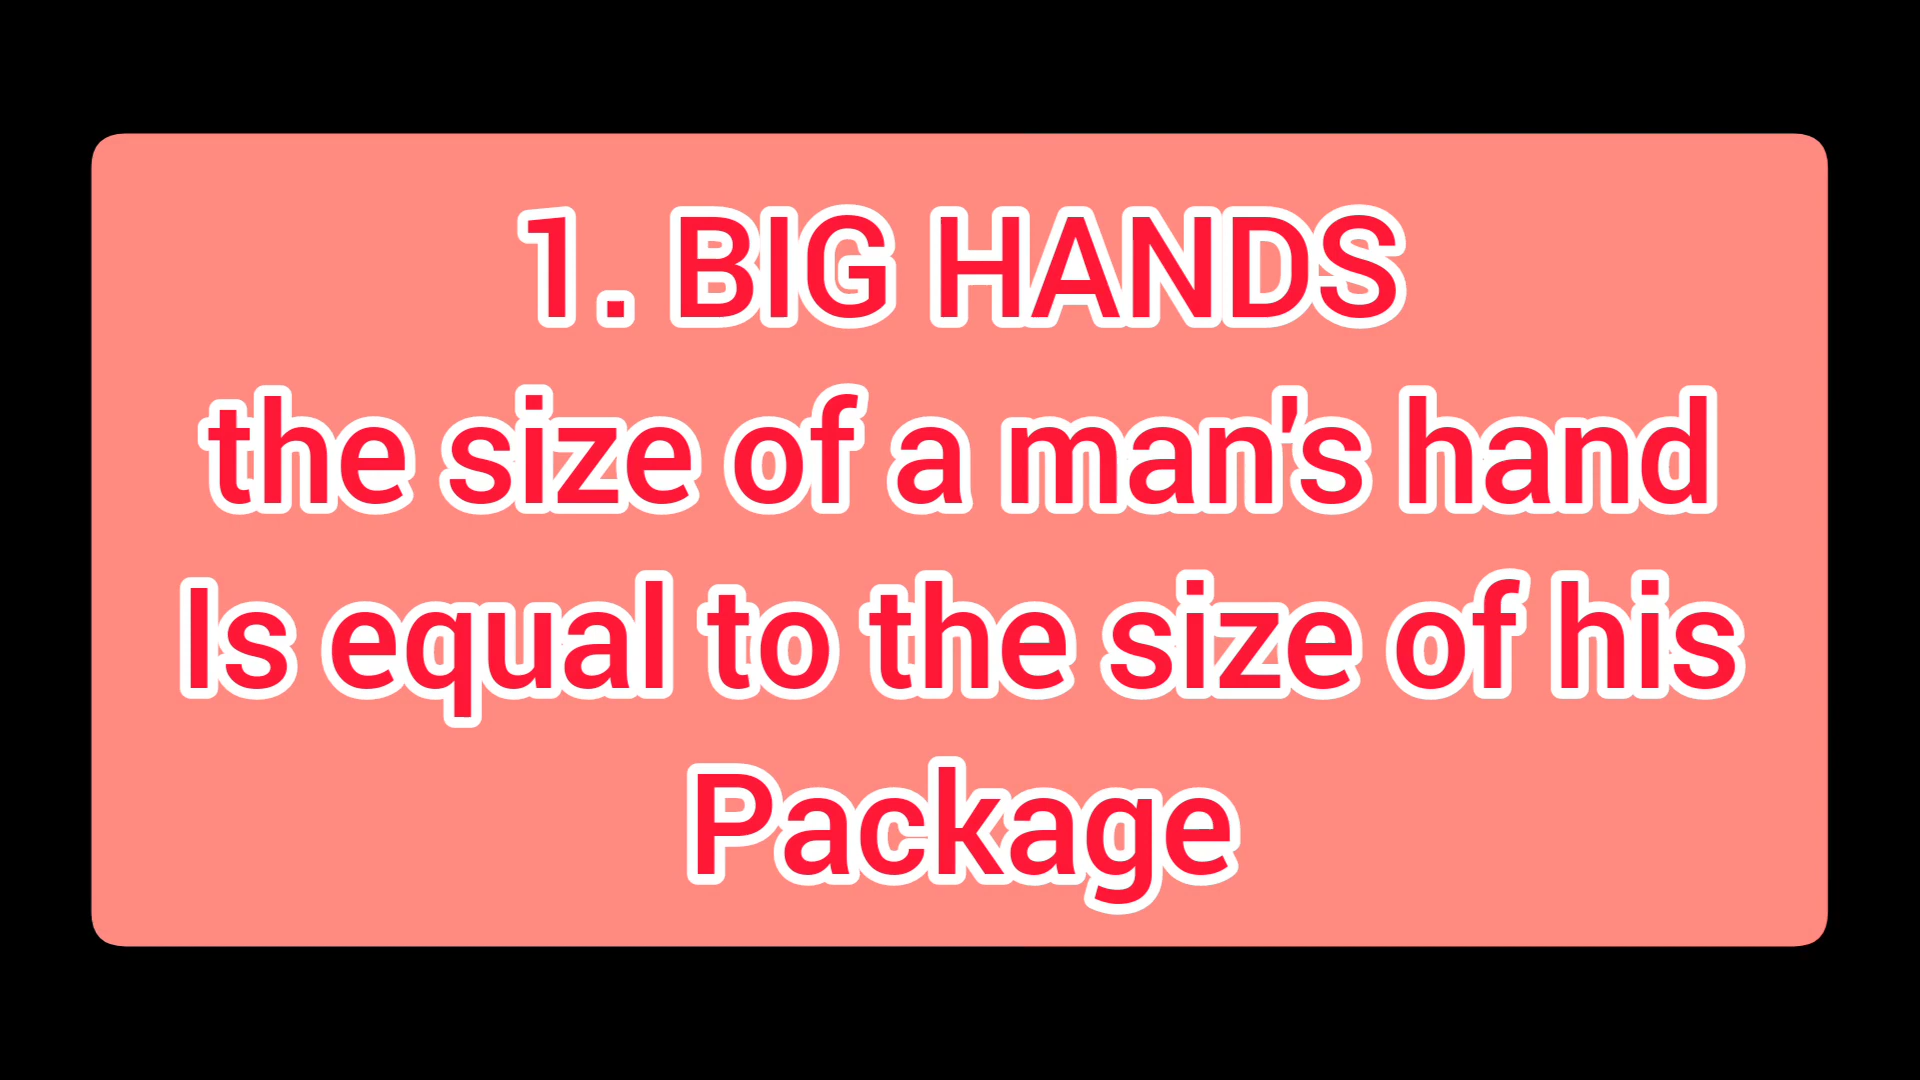 1. BIG HANDS
the size of a man's hand
Is equal to the size of his
Package